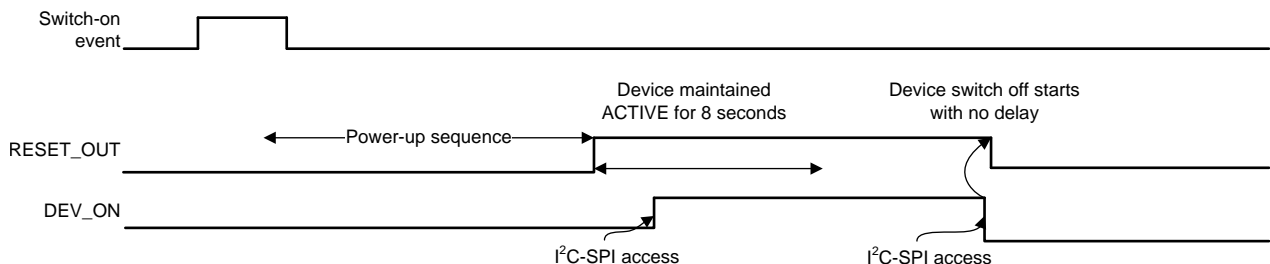 Switch-on
event
Device maintained
ACTIVE for 8 seconds
Device switch off starts
with no delay
Power-up sequence
RESET_OUT
DEV_ON
I²C-SPI access
I²C-SPI access